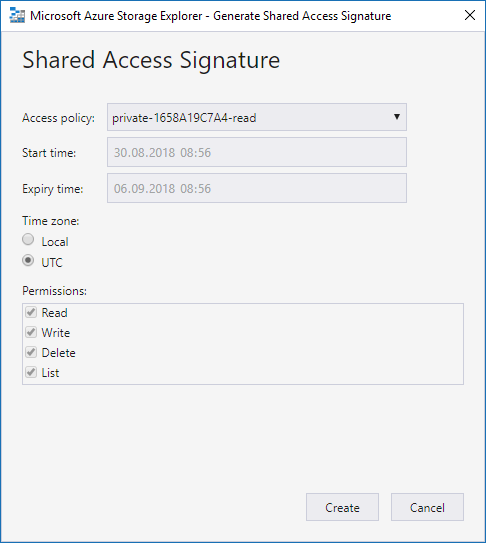 Microsoft Azure Storage Explorer - Generate Shared Access Signature
Shared Access Signature
Access policy: private-1658A19C7A4-read
Start time: 30.08.2018 08:56
Expiry time: 06.09.2018 08:56
Time zone:
Local
UTC
Permissions:
Read
Write
Delete
List
Create Cancel